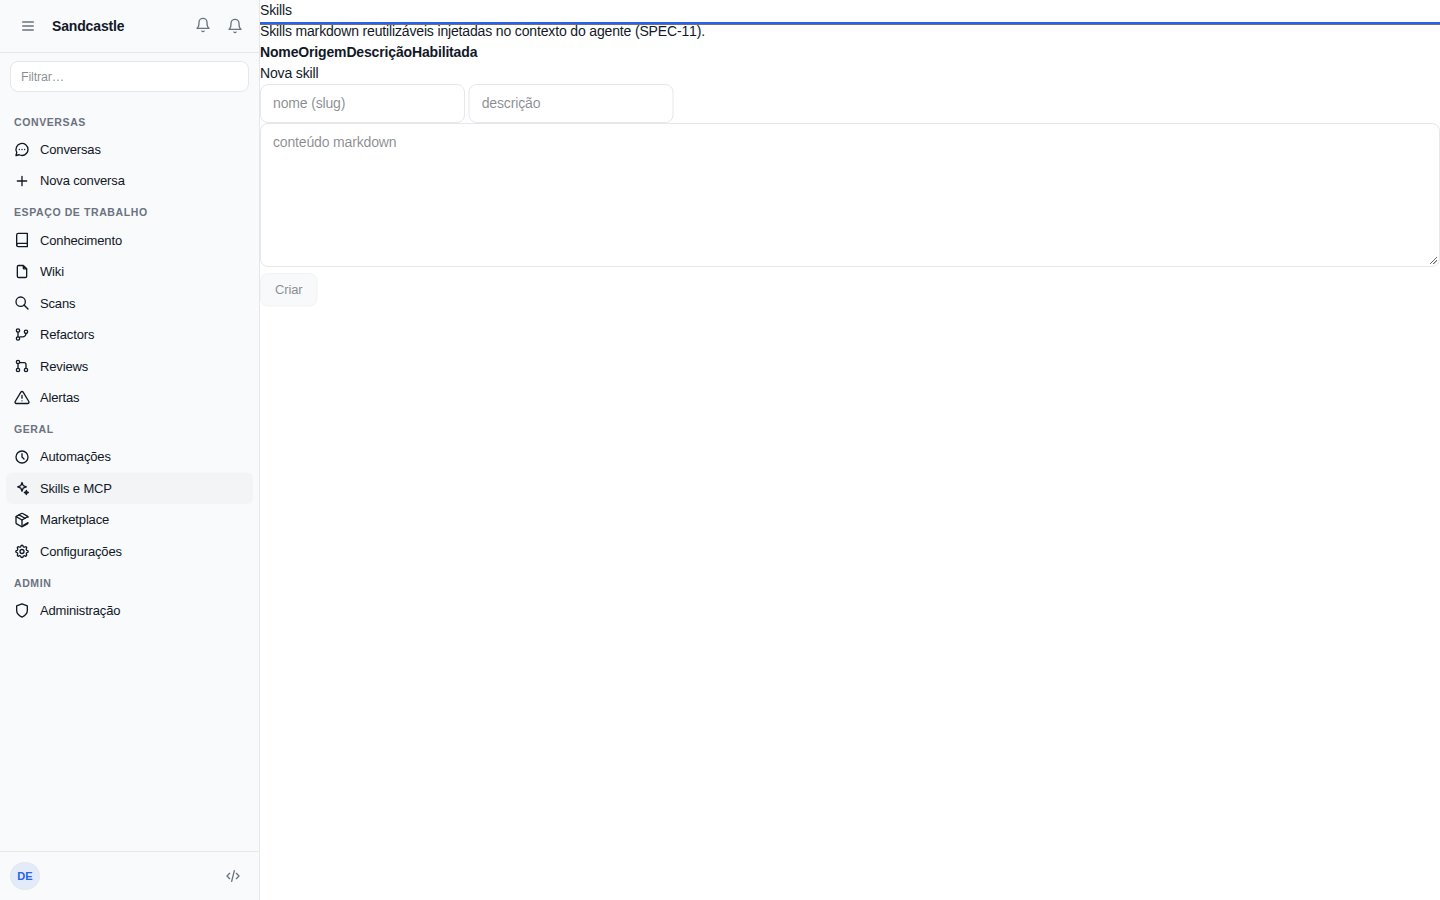 Sandcastle
Filtrar…
CONVERSAS
Conversas
Nova conversa
ESPAÇO DE TRABALHO
Conhecimento
Wiki
Scans
Refactors
Reviews
Alertas
GERAL
Automações
Skills e MCP
Marketplace
Configurações
ADMIN
Administração
DE
Skills
Skills markdown reutilizáveis injetadas no contexto do agente (SPEC-11).
NomeOrigemDescriçãoHabilitada
Nova skill
nome (slug) descrição
conteúdo markdown
Criar